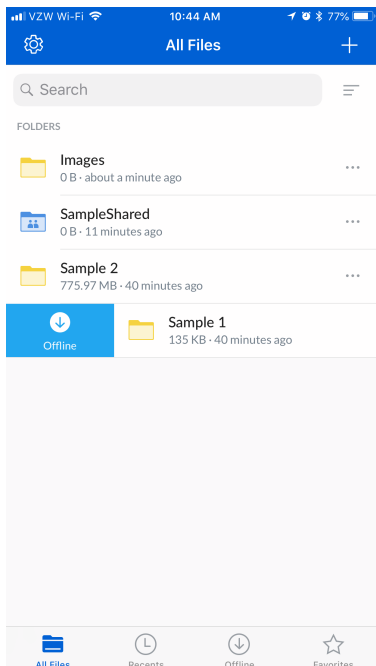 VZW Wi-Fi 10:44 AM 77%
All Files
Search
FOLDERS
Images
0 B · about a minute ago
SampleShared
0 B · 11 minutes ago
Sample 2
775.97 MB · 40 minutes ago
Offline
Sample 1
135 KB · 40 minutes ago
All Files Recents Offline Favorites